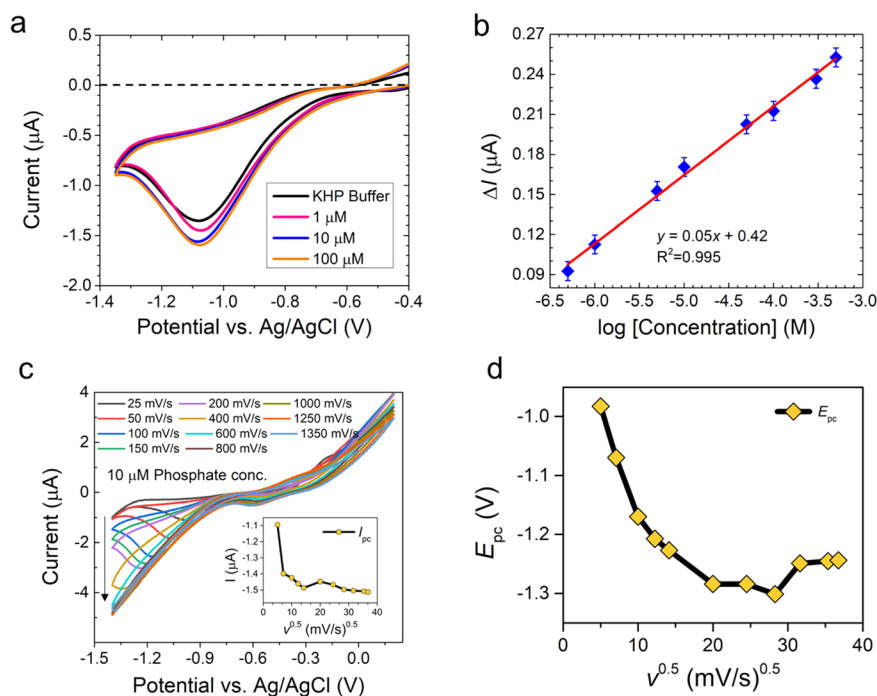 a
Current (μA)
0.5
0.0
-0.5
-1.0
-1.5
-2.0
KHP Buffer
1 μM
10 μM
100 μM
-1.4
-1.2
-1.0
-0.8
-0.6
-0.4
Potential vs. Ag/AgCl (V)
b
ΔI (μA)
0.27
0.24
0.21
0.18
0.15
0.12
0.09
y = 0.05x + 0.42
R²=0.995
-6.5
-6.0
-5.5
-5.0
-4.5
-4.0
-3.5
-3.0
log [Concentration] (M)
c
Current (μA)
4
2
0
-2
-4
-6
25 mV/s
200 mV/s
1000 mV/s
50 mV/s
400 mV/s
1250 mV/s
100 mV/s
600 mV/s
1350 mV/s
150 mV/s
800 mV/s
10 μM Phosphate conc.
I (μA)
-1.1
-1.2
-1.3
-1.4
-1.5
Ipc
0
10
20
30
40
v0.5 (mV/s)0.5
-1.5
-1.2
-0.9
-0.6
-0.3
0.0
Potential vs. Ag/AgCl (V)
d
Epc (V)
-1.0
-1.1
-1.2
-1.3
Epc
0
10
20
30
40
v0.5 (mV/s)0.5